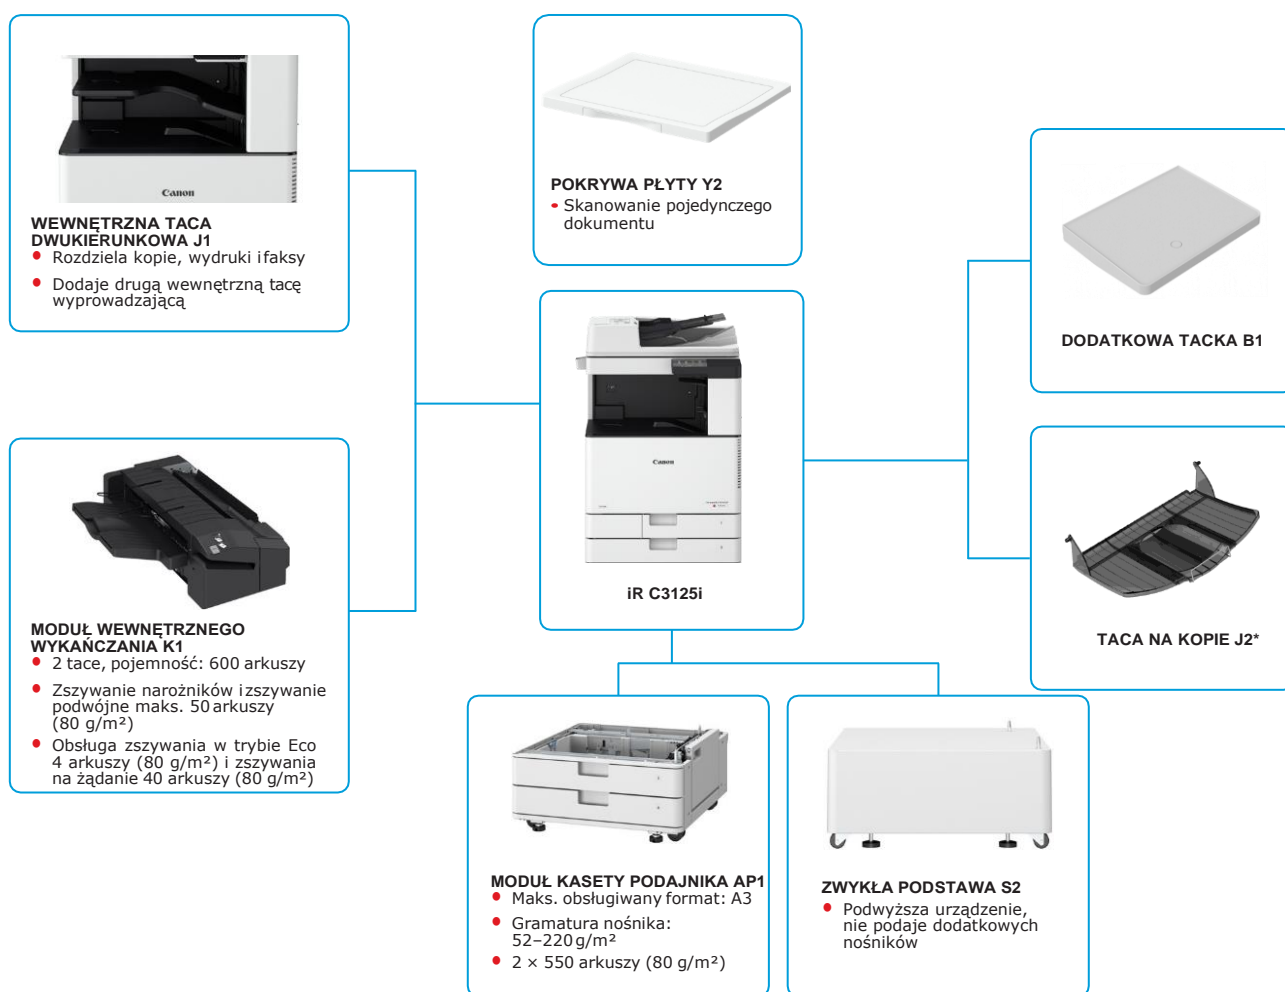 Canon
WEWNĘTRZNA TACA
DWUKIERUNKOWA J1
• Rozdziela kopie, wydruki i faksy
• Dodaje drugą wewnętrzną tacę
wyprowadzającą
POKRYWA PŁYTY Y2
• Skanowanie pojedynczego
dokumentu
DODATKOWA TACKA B1
Canon
iR C3125i
MODUŁ WEWNĘTRZNEGO
WYKAŃCZANIA K1
• 2 tace, pojemność: 600 arkuszy
• Zszywanie narożników i zszywanie
podwójne maks. 50 arkuszy
(80 g/m²)
• Obsługa zszywania w trybie Eco
4 arkuszy (80 g/m²) i zszywania
na żądanie 40 arkuszy (80 g/m²)
TACA NA KOPIE J2*
MODUŁ KASETY PODAJNIKA AP1
• Maks. obsługiwany format: A3
• Gramatura nośnika:
52–220 g/m²
• 2 × 550 arkuszy (80 g/m²)
ZWYKŁA PODSTAWA S2
• Podwyższa urządzenie,
nie podaje dodatkowych
nośników